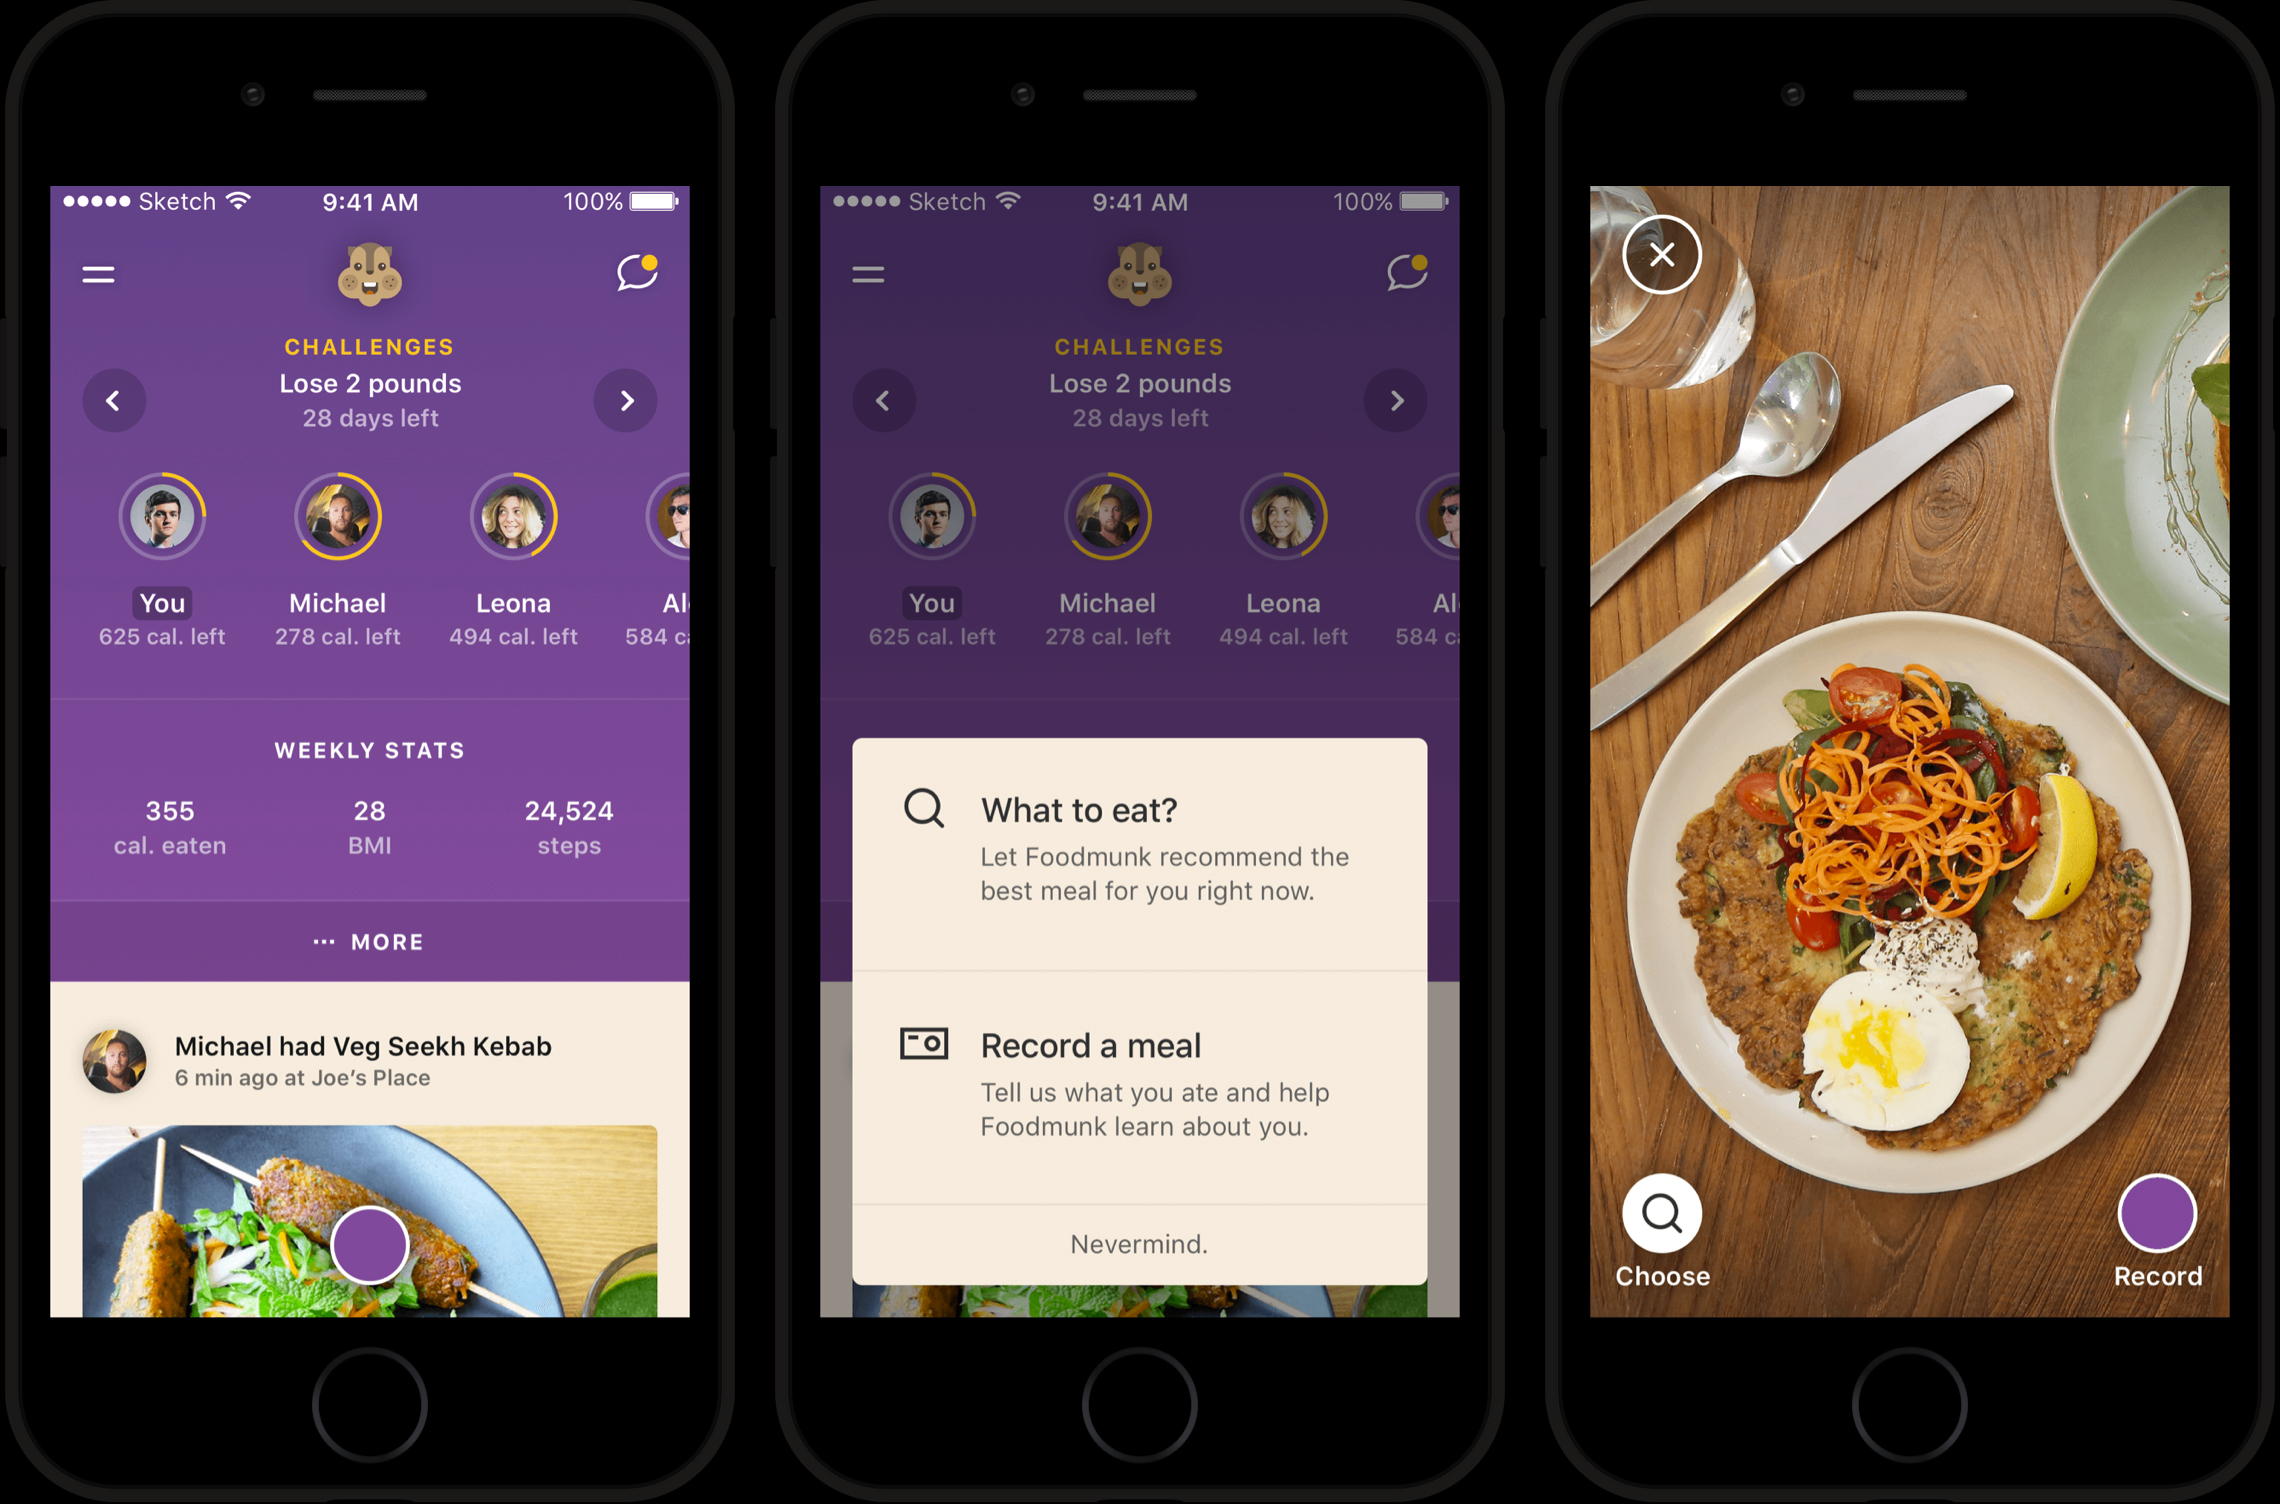 Sketch 9:41 AM 100%
CHALLENGES
Lose 2 pounds
28 days left
You Michael Leona
625 cal. left 278 cal. left 494 cal. left 584
WEEKLY STATS
355 28 24,524
cal. eaten BMI steps
··· MORE
Michael had Veg Seekh Kebab
6 min ago at Joe’s Place
Sketch 9:41 AM 100%
CHALLENGES
Lose 2 pounds
28 days left
You Michael Leona
625 cal. left 278 cal. left 494 cal. left 584
What to eat?
Let Foodmunk recommend the
best meal for you right now.
Record a meal
Tell us what you ate and help
Foodmunk learn about you.
Nevermind.
Choose Record